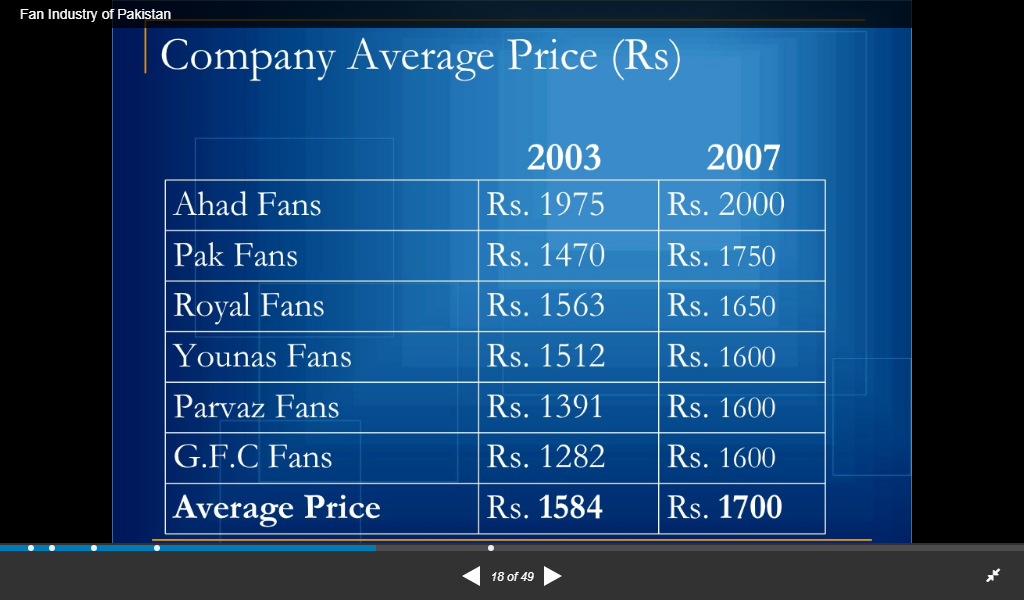 Fan Industry of Pakistan
Company Average Price (Rs)
2003 2007
Ahad Fans Rs. 1975 Rs. 2000
Pak Fans Rs. 1470 Rs. 1750
Royal Fans Rs. 1563 Rs. 1650
Younas Fans Rs. 1512 Rs. 1600
Parvaz Fans Rs. 1391 Rs. 1600
G.F.C Fans Rs. 1282 Rs. 1600
Average Price Rs. 1584 Rs. 1700
18 of 49